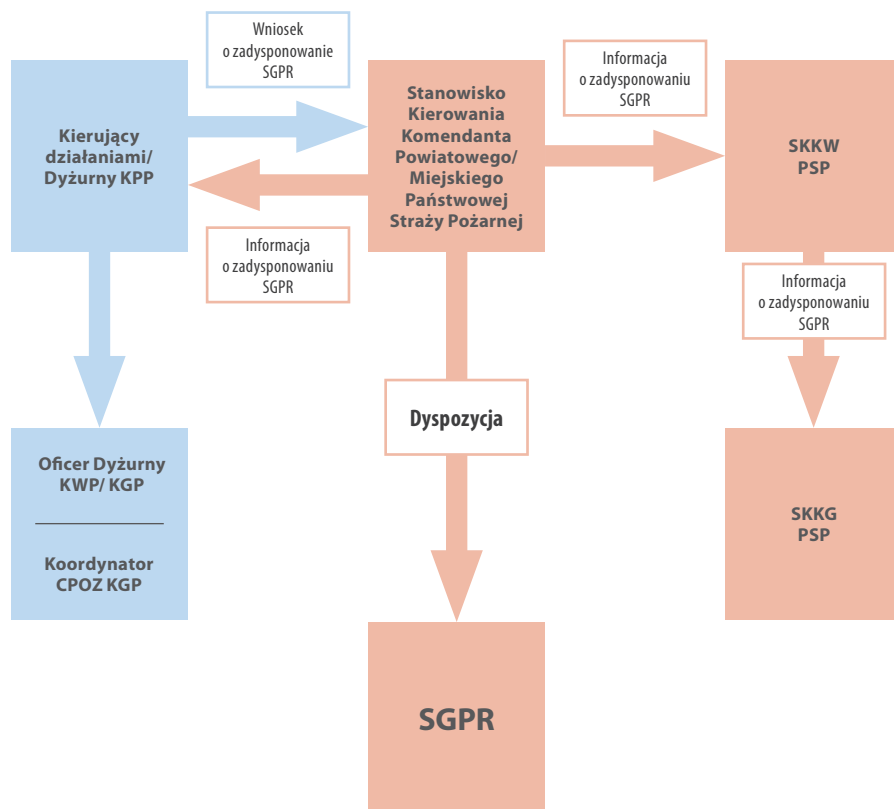 Wniosek
o zadysponowanie
SGPR
Kierujący
działaniami/
Dyżurny KPP
Informacja
o zadysponowaniu
SGPR
Stanowisko
Kierowania
Komendanta
Powiatowego/
Miejskiego
Państwowej
Straży Pożarnej
Informacja
o zadysponowaniu
SGPR
SKKW
PSP
Informacja
o zadysponowaniu
SGPR
Dyspozycja
Oficer Dyżurny
KWP/ KGP
Koordynator
CPOZ KGP
SKKG
PSP
SGPR